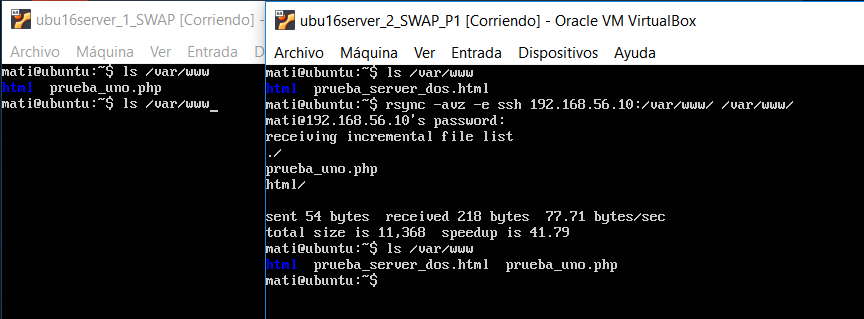 ubu16server_1_SWAP [Corriendo] -
Archivo Máquina Ver Entrada D
mati@ubuntu:~$ ls /var/www
html prueba_uno.php
mati@ubuntu:~$ ls /var/www_
ubu16server_2_SWAP_P1 [Corriendo] - Oracle VM VirtualBox
Archivo Máquina Ver Entrada Dispositivos Ayuda
mati@ubuntu:~$ ls /var/www
html prueba_server_dos.html
mati@ubuntu:~$ rsync -avz -e ssh 192.168.56.10:/var/www/ /var/www/
mati@192.168.56.10's password:
receiving incremental file list
./
prueba_uno.php
html/
sent 54 bytes received 218 bytes 77.71 bytes/sec
total size is 11,368 speedup is 41.79
mati@ubuntu:~$ ls /var/www
html prueba_server_dos.html prueba_uno.php
mati@ubuntu:~$